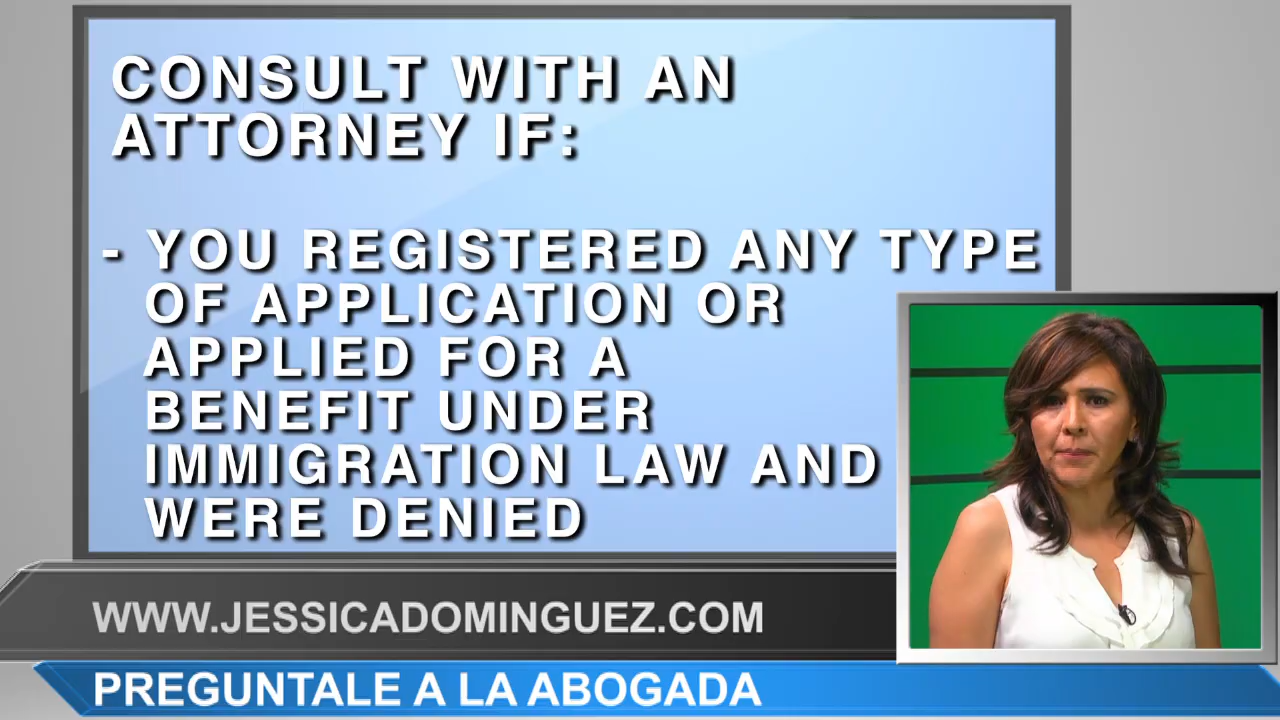 CONSULT WITH AN
ATTORNEY IF:
- YOU REGISTERED ANY TYPE
OF APPLICATION OR
APPLIED FOR A
BENEFIT UNDER
IMMIGRATION LAW AND
WERE DENIED
WWW.JESSICADOMINGUEZ.COM
PREGUNTALE A LA ABOGADA